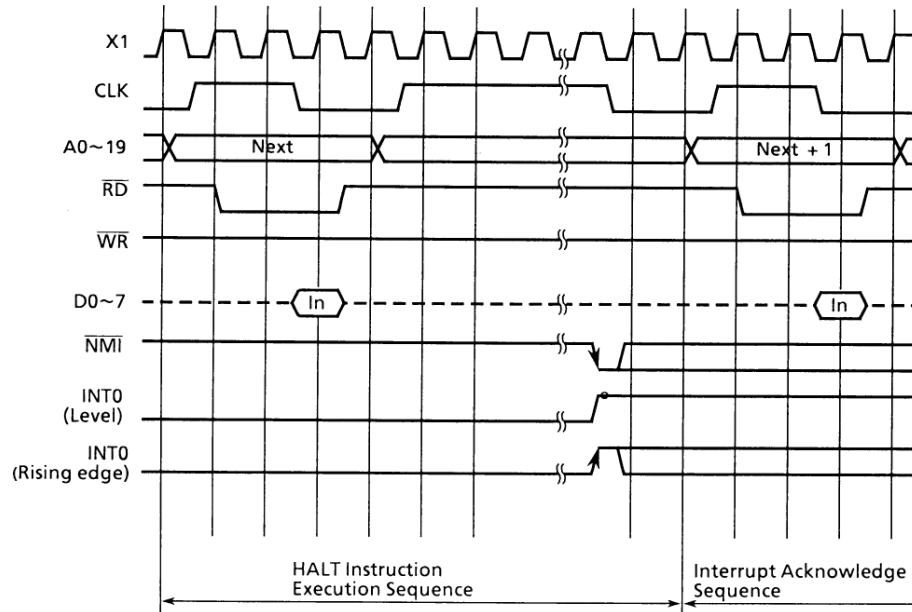 X1
CLK
A0~19
Next
Next + 1
RD
WR
D0~7
In
In
NMI
INT0
(Level)
INT0
(Rising edge)
HALT Instruction
Execution Sequence
Interrupt Acknowledge
Sequence